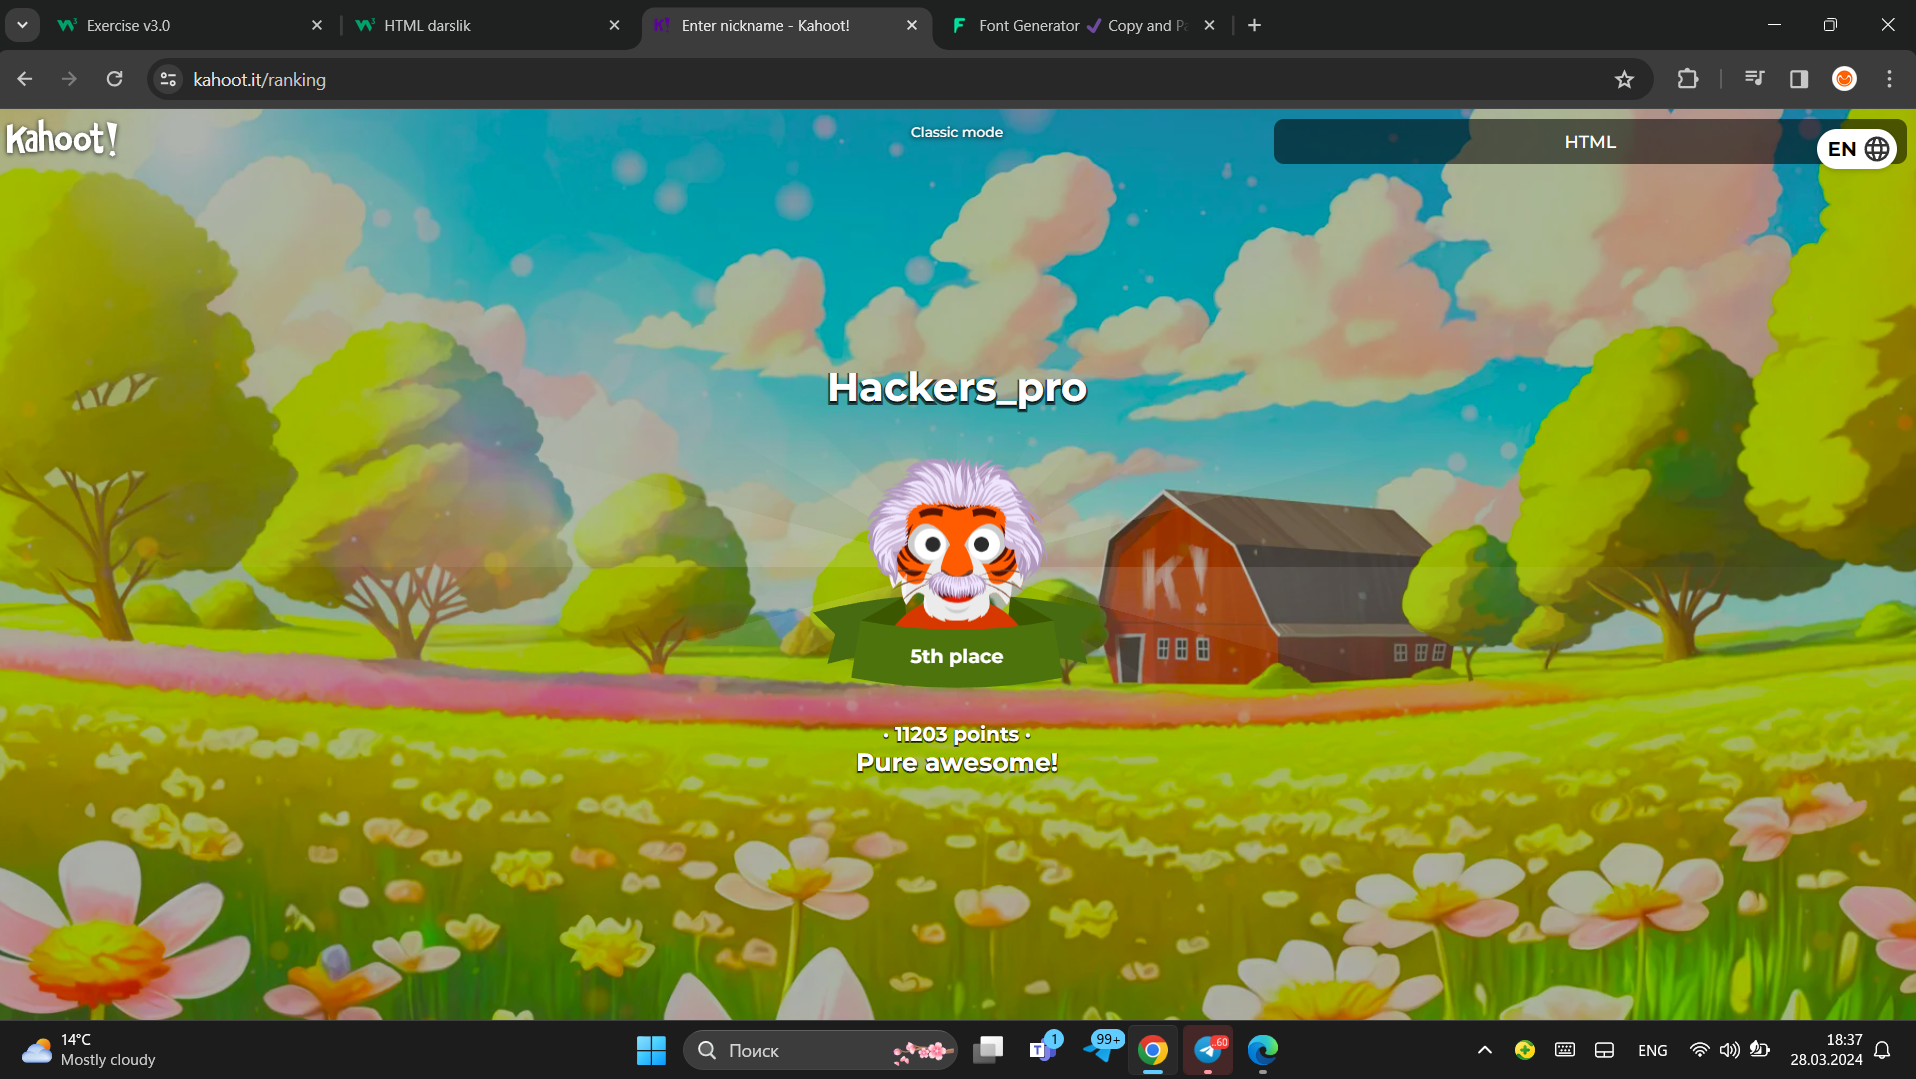 Exercise v3.0
HTML darslik
Enter nickname - Kahoot!
Font Generator ✔ Copy and Pa
kahoot.it/ranking
Kahoot!
Classic mode
HTML
EN
Hackers_pro
K!
5th place
· 11203 points ·
Pure awesome!
14°C
Mostly cloudy
Поиск
1
99+
..60
ENG
18:37
28.03.2024